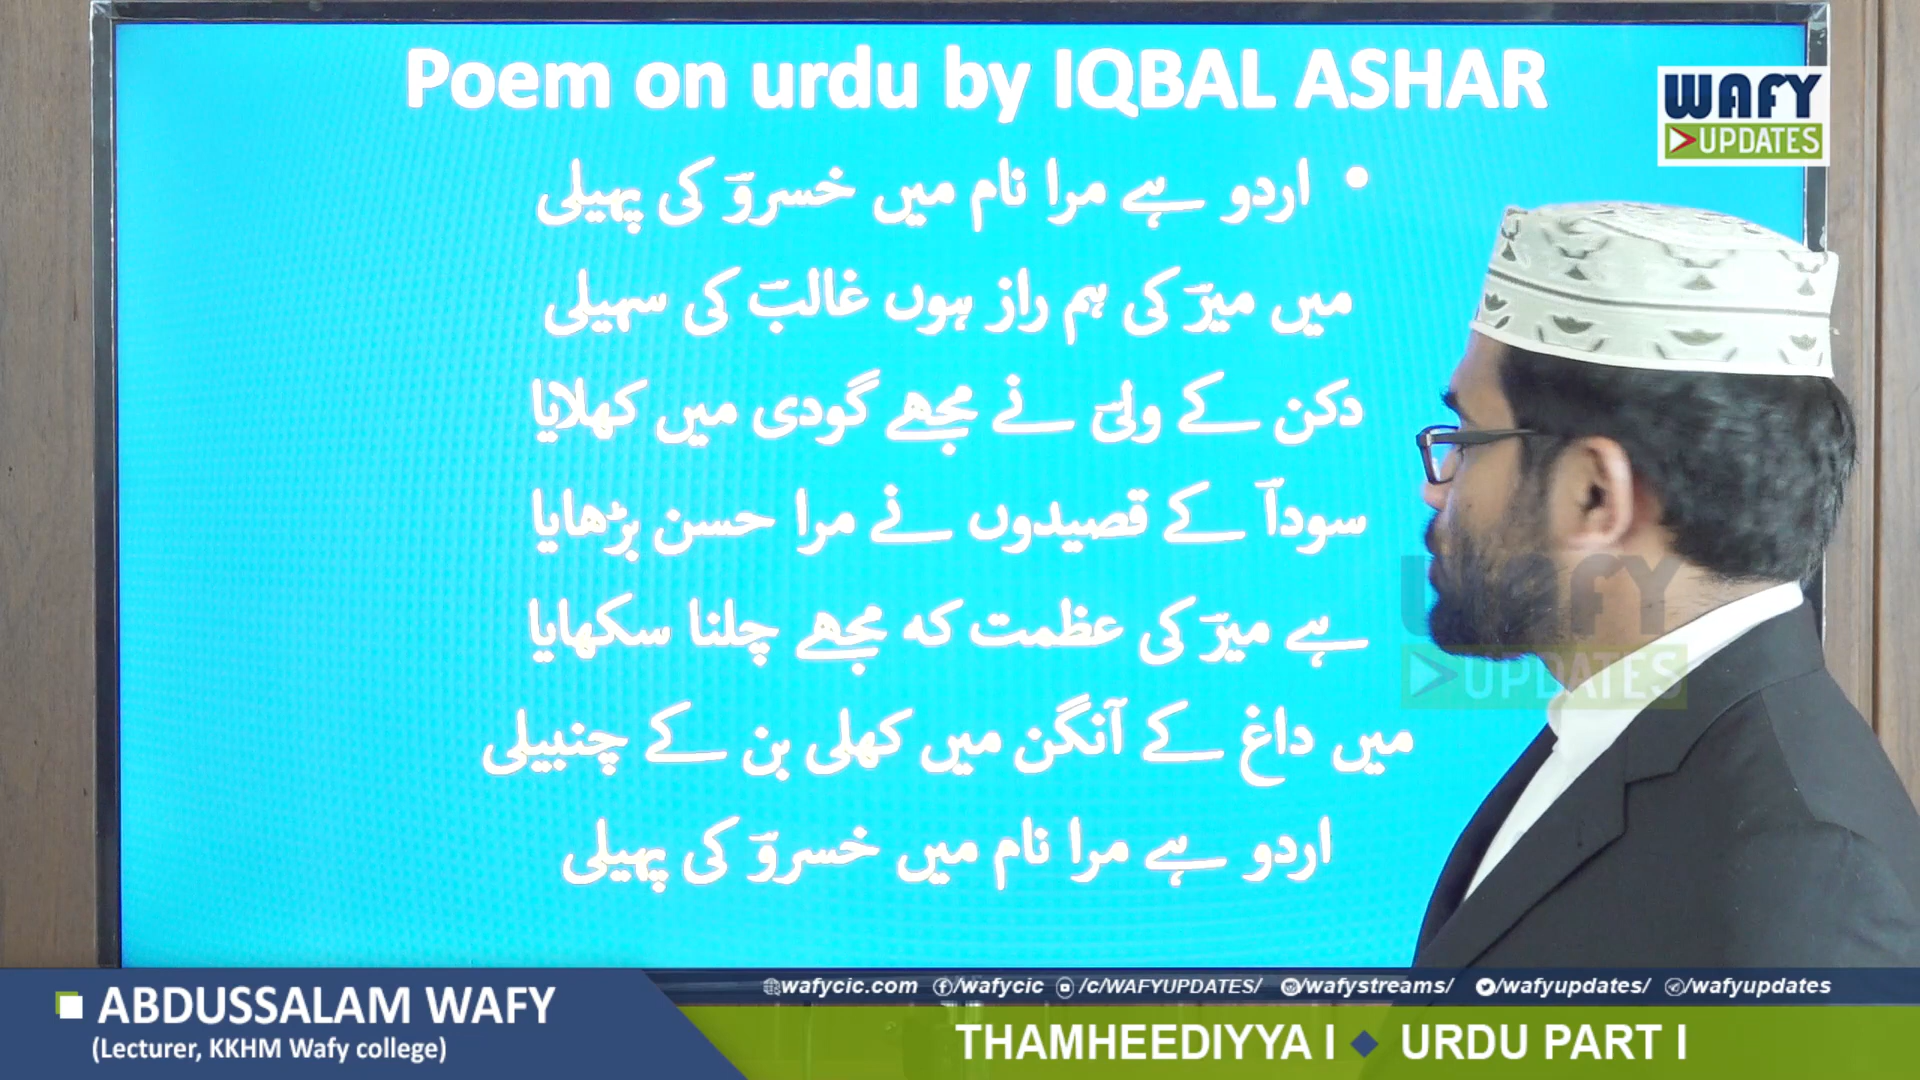 Poem on urdu by IQBAL ASHAR
WAFY
UPDATES
• اردو ہے مرا نام میں خسروؔ کی پہیلی
میں میرؔ کی ہم راز ہوں غالبؔ کی سہیلی
دکن کے ولیؔ نے مجھے گودی میں کھلایا
سوداؔ کے قصیدوں نے مرا حسن بڑھایا
ہے میرؔ کی عظمت کہ مجھے چلنا سکھایا
میں داغ کے آنگن میں کھلی بن کے چنبیلی
اردو ہے مرا نام میں خسروؔ کی پہیلی
WAFY
UPDATES
ABDUSSALAM WAFY
(Lecturer, KKHM Wafy college)
wafycic.com /wafycic /c/WAFYUPDATES/ /wafystreams/ /wafyupdates/ /wafyupdates
THAMHEEDIYYA I ◆ URDU PART I